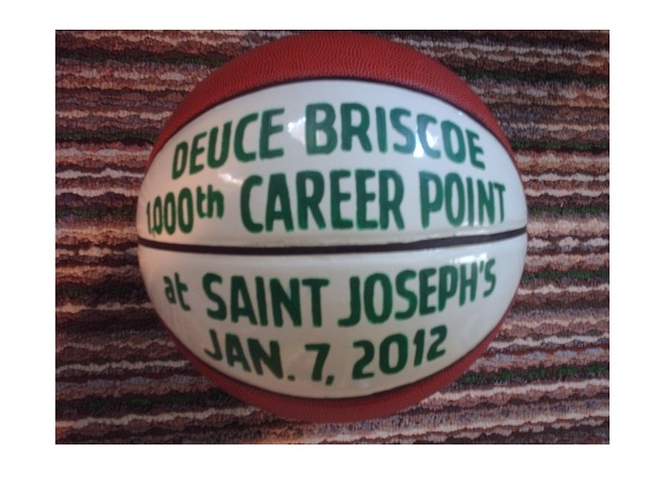 DEUCE BRISCOE
1,000th CAREER POINT
at SAINT JOSEPH'S
JAN. 7, 2012